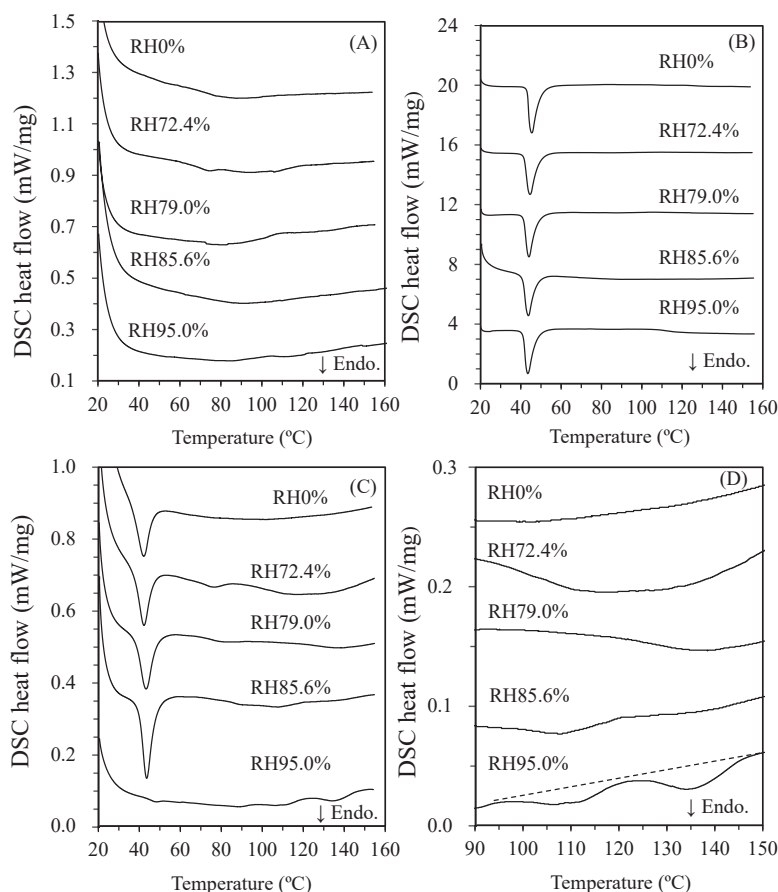 (A)
DSC heat flow (mW/mg)
1.5
1.3
1.1
0.9
0.7
0.5
0.3
0.1
RH0%
RH72.4%
RH79.0%
RH85.6%
RH95.0%
↓ Endo.
20 40 60 80 100 120 140 160
Temperature (ºC)
(B)
DSC heat flow (mW/mg)
24
20
16
12
8
4
0
RH0%
RH72.4%
RH79.0%
RH85.6%
RH95.0%
↓ Endo.
20 40 60 80 100 120 140 160
Temperature (ºC)
(C)
DSC heat flow (mW/mg)
1.0
0.8
0.6
0.4
0.2
0.0
RH0%
RH72.4%
RH79.0%
RH85.6%
RH95.0%
↓ Endo.
20 40 60 80 100 120 140 160
Temperature (ºC)
(D)
DSC heat flow (mW/mg)
0.3
0.2
0.1
0.0
RH0%
RH72.4%
RH79.0%
RH85.6%
RH95.0%
↓ Endo.
90 100 110 120 130 140 150
Temperature (ºC)